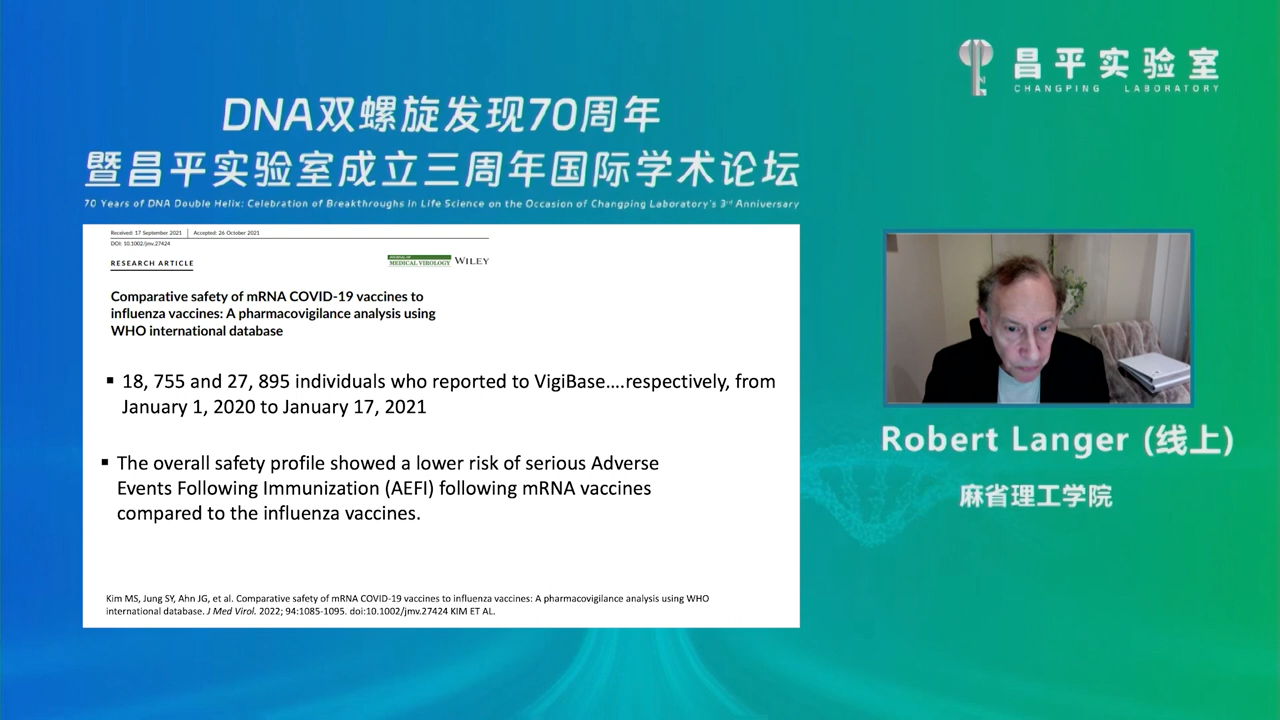 昌平实验室
CHANGPING LABORATORY
DNA双螺旋发现70周年
暨昌平实验室成立三周年国际学术论坛
70 Years of DNA Double Helix: Celebration of Breakthroughs in Life Science on the Occasion of Changping Laboratory's 3rd Anniversary
Received: 17 September 2021 | Accepted: 26 October 2021
DOI: 10.1002/jmv.27424
RESEARCH ARTICLE
JOURNAL OF
MEDICAL VIROLOGY WILEY
Comparative safety of mRNA COVID-19 vaccines to
influenza vaccines: A pharmacovigilance analysis using
WHO international database
▪ 18, 755 and 27, 895 individuals who reported to VigiBase....respectively, from
January 1, 2020 to January 17, 2021
▪ The overall safety profile showed a lower risk of serious Adverse
Events Following Immunization (AEFI) following mRNA vaccines
compared to the influenza vaccines.
Kim MS, Jung SY, Ahn JG, et al. Comparative safety of mRNA COVID-19 vaccines to influenza vaccines: A pharmacovigilance analysis using WHO
international database. J Med Virol. 2022; 94:1085-1095. doi:10.1002/jmv.27424 KIM ET AL.
Robert Langer (线上)
麻省理工学院